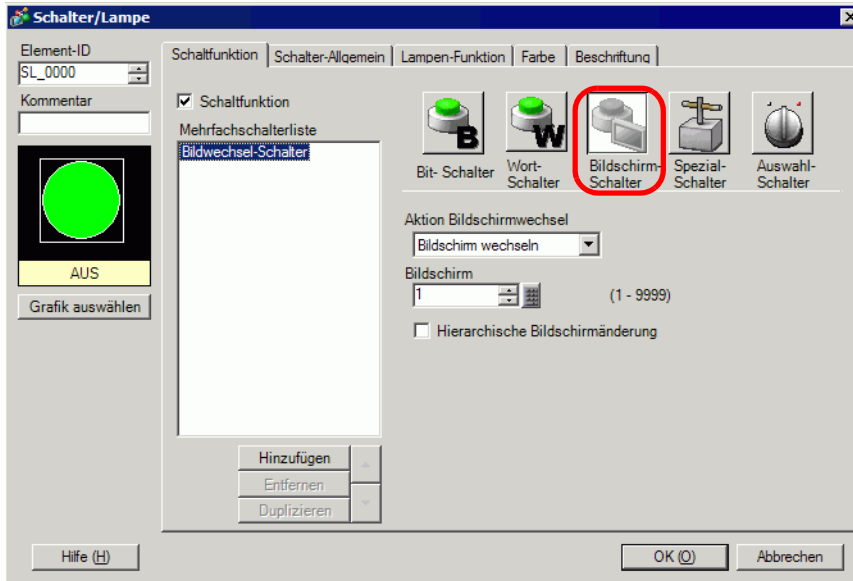 Schalter/Lampe
Element-ID
SL_0000
Kommentar
AUS
Grafik auswählen
Schaltfunktion
Schalter-Allgemein
Lampen-Funktion
Farbe
Beschriftung
Schaltfunktion
Mehrfachschalterliste
Bildwechsel-Schalter
Hinzufügen
Entfernen
Duplizieren
B
Bit- Schalter
W
Wort-
Schalter
Bildschirm-
Schalter
Spezial-
Schalter
Auswahl-
Schalter
Aktion Bildschirmwechsel
Bildschim wechseln
Bildschirm
1
(1 - 9999)
Hierarchische Bildschirmänderung
Hilfe (H)
OK (O)
Abbrechen